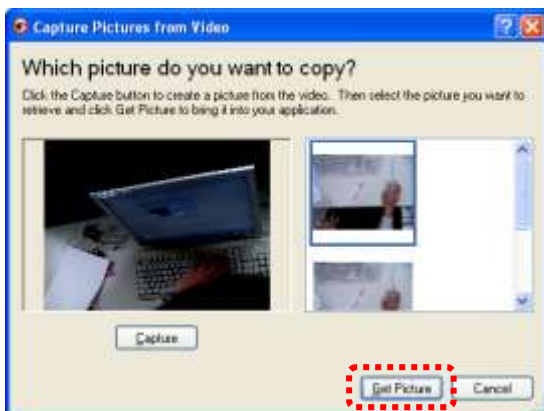 Capture Pictures from Video
Which picture do you want to copy?
Click the Capture button to create a picture from the video. Then select the picture you want to
retrieve and click Get Picture to bring it into your application.
Capture
Get Picture
Cancel